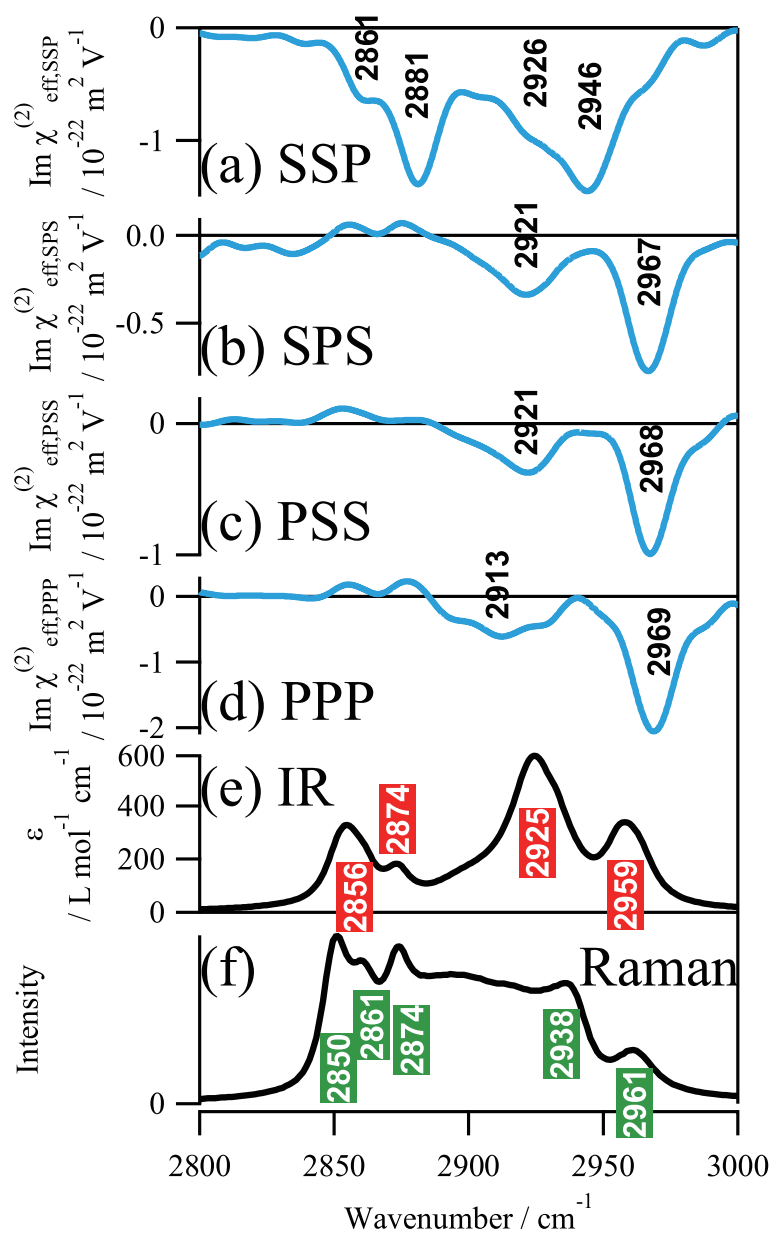 0
-1
Im χ(2)eff,SSP
/ 10-22 m2 V-1
2861
2881
2926
2946
(a) SSP
0.0
-0.5
Im χ(2)eff,SPS
/ 10-22 m2 V-1
2921
2967
(b) SPS
0
-1
Im χ(2)eff,PSS
/ 10-22 m2 V-1
2921
2968
(c) PSS
0
-1
-2
Im χ(2)eff,PPP
/ 10-22 m2 V-1
2913
2969
(d) PPP
600
400
200
0
ε
/ L mol-1 cm-1
(e) IR
2856
2874
2925
2959
Intensity
0
(f)
Raman
2850
2861
2874
2938
2961
2800
2850
2900
2950
3000
Wavenumber / cm-1